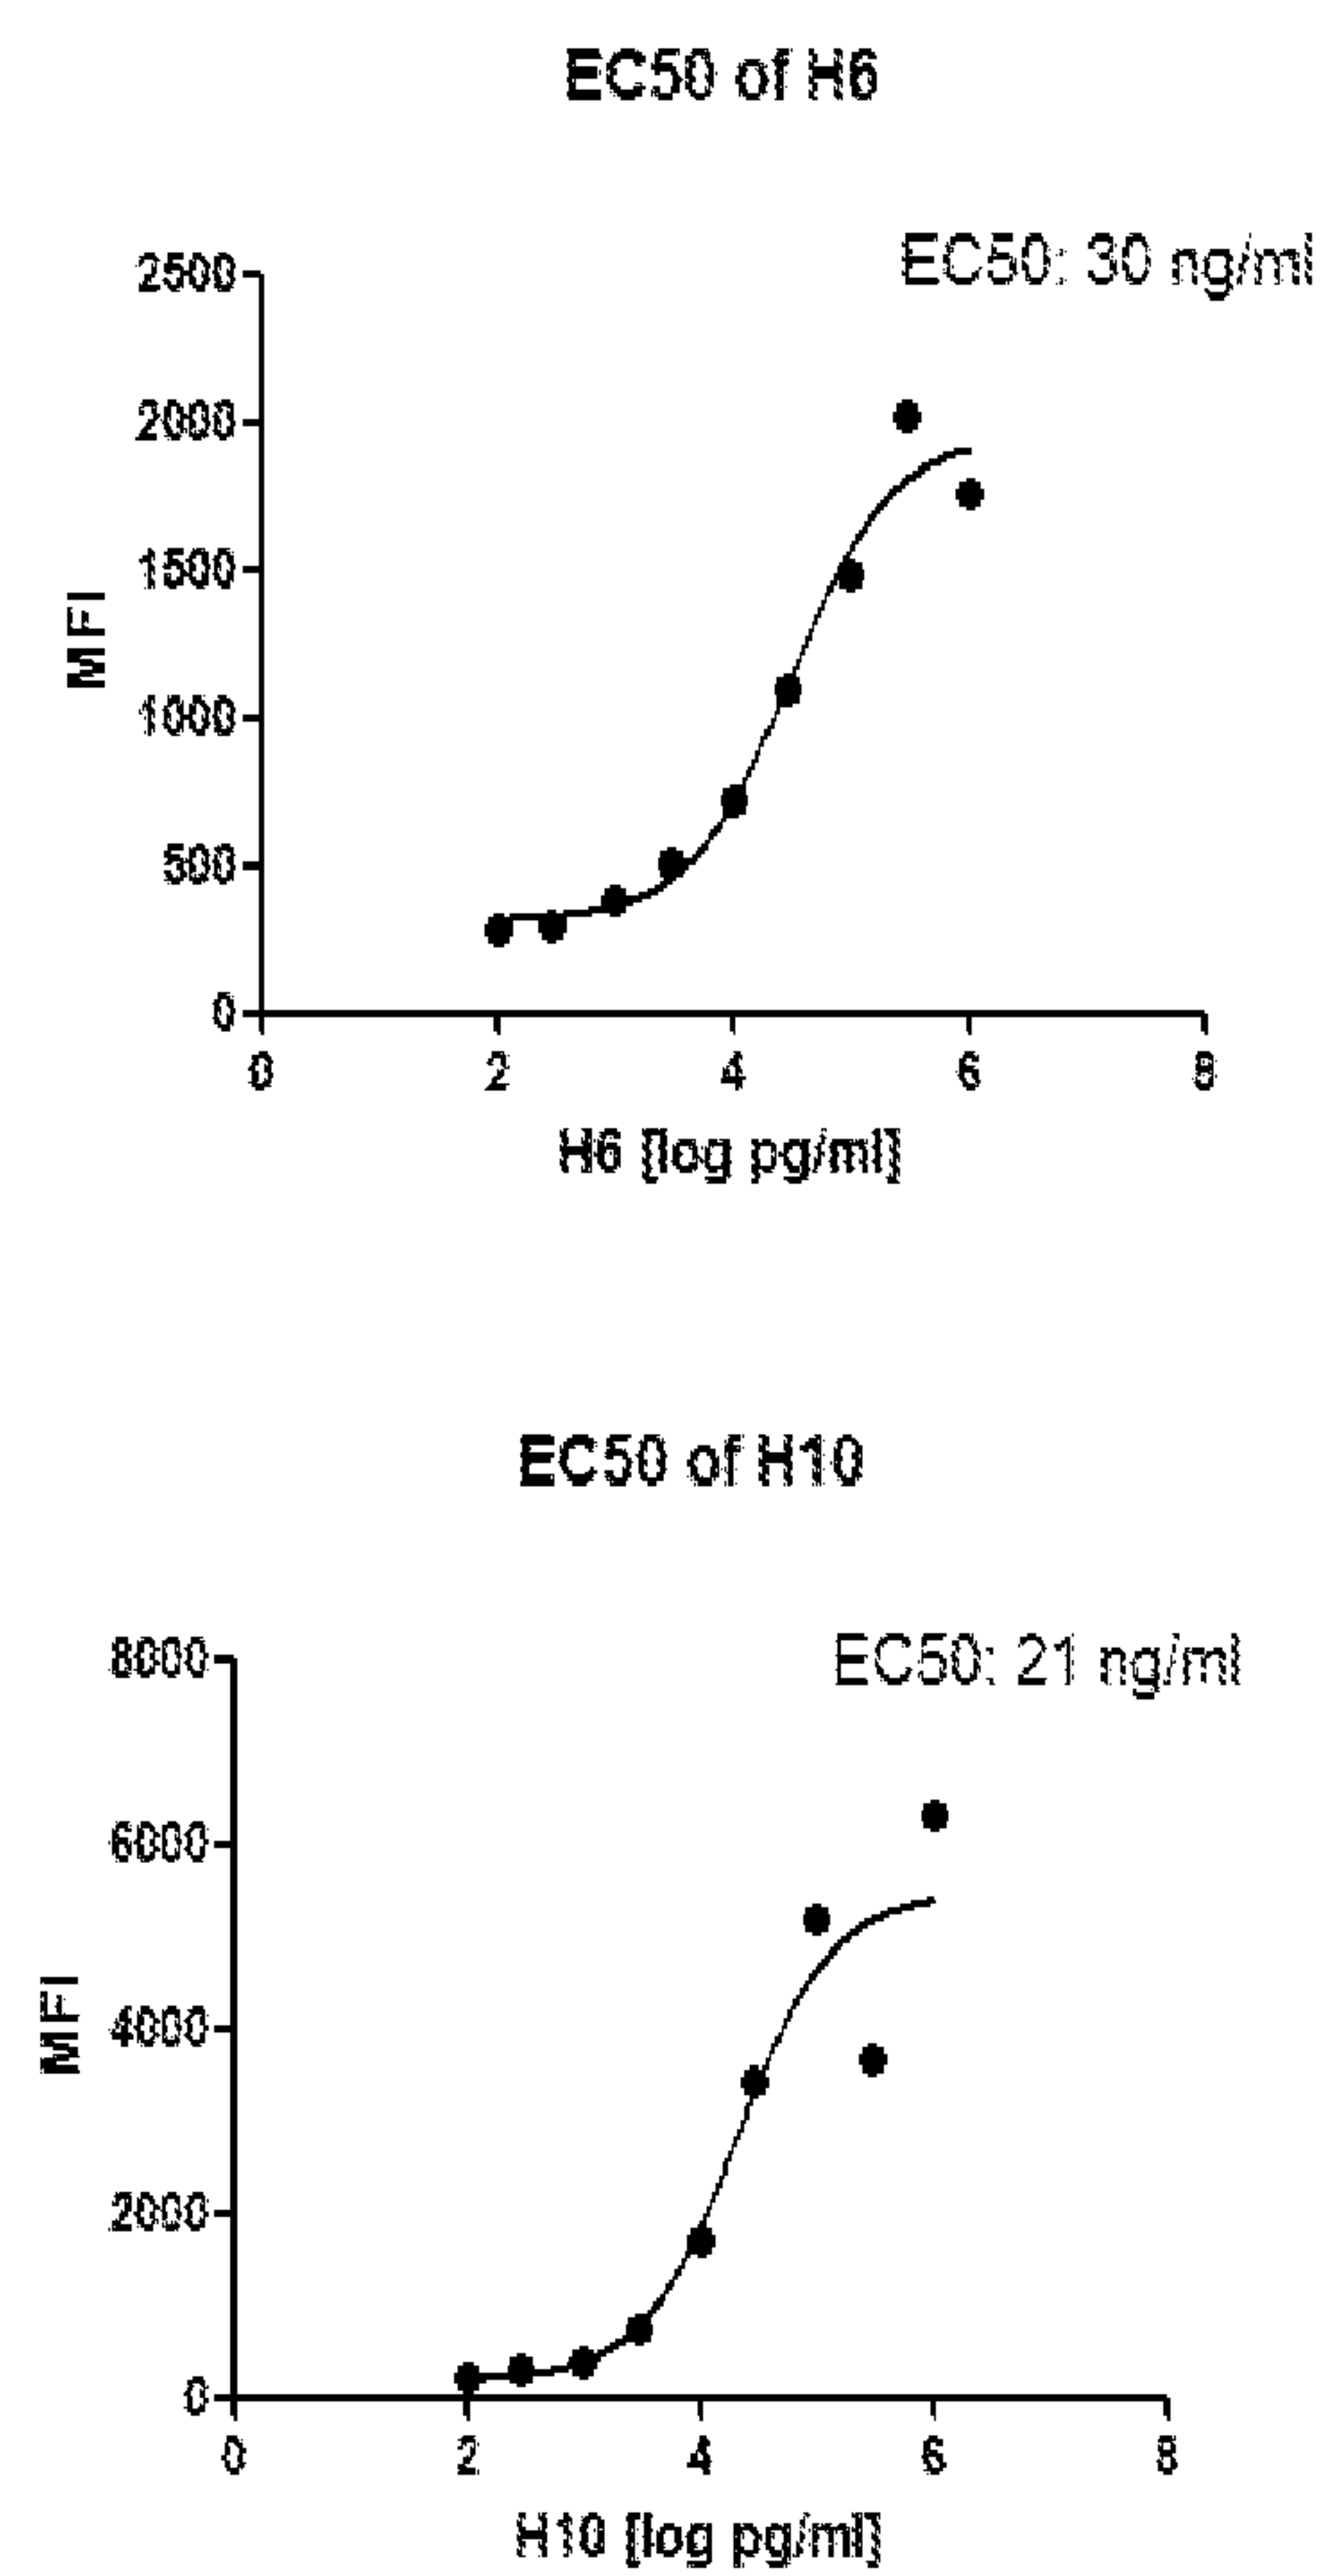 EC50 of H6
EC50: 30 ng/ml
2500
2000
1500
1000
500
0
MFI
0 2 4 6 8
H6 [log pg/ml]
EC50 of H10
EC50: 21 ng/ml
8000
6000
4000
2000
0
MFI
0 2 4 6 8
H10 [log pg/ml]